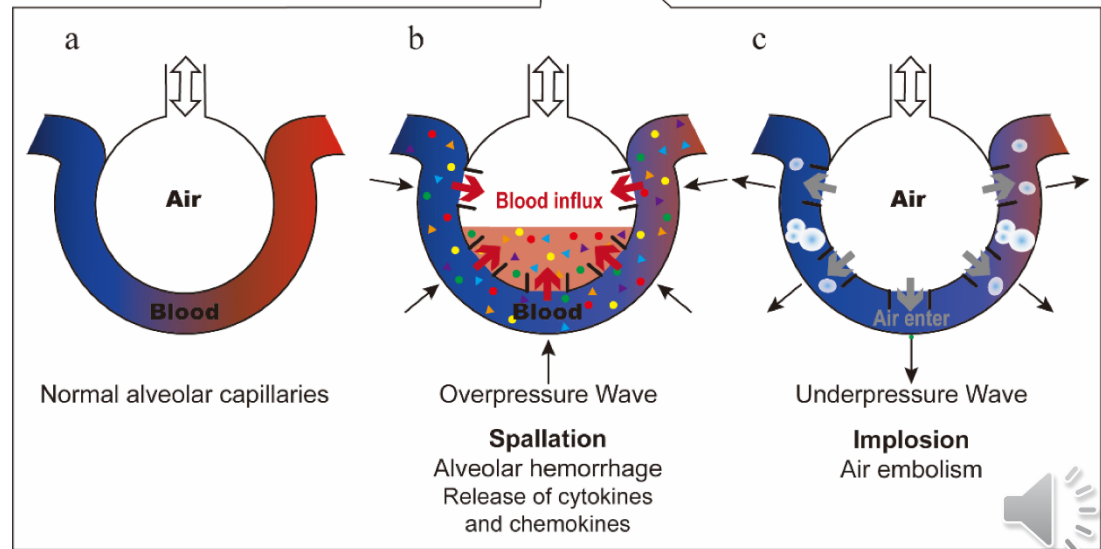 a
b
c
Air
Blood
Blood influx
Blood
Air
Air enter
Normal alveolar capillaries
Overpressure Wave
Spallation
Alveolar hemorrhage
Release of cytokines
and chemokines
Underpressure Wave
Implosion
Air embolism